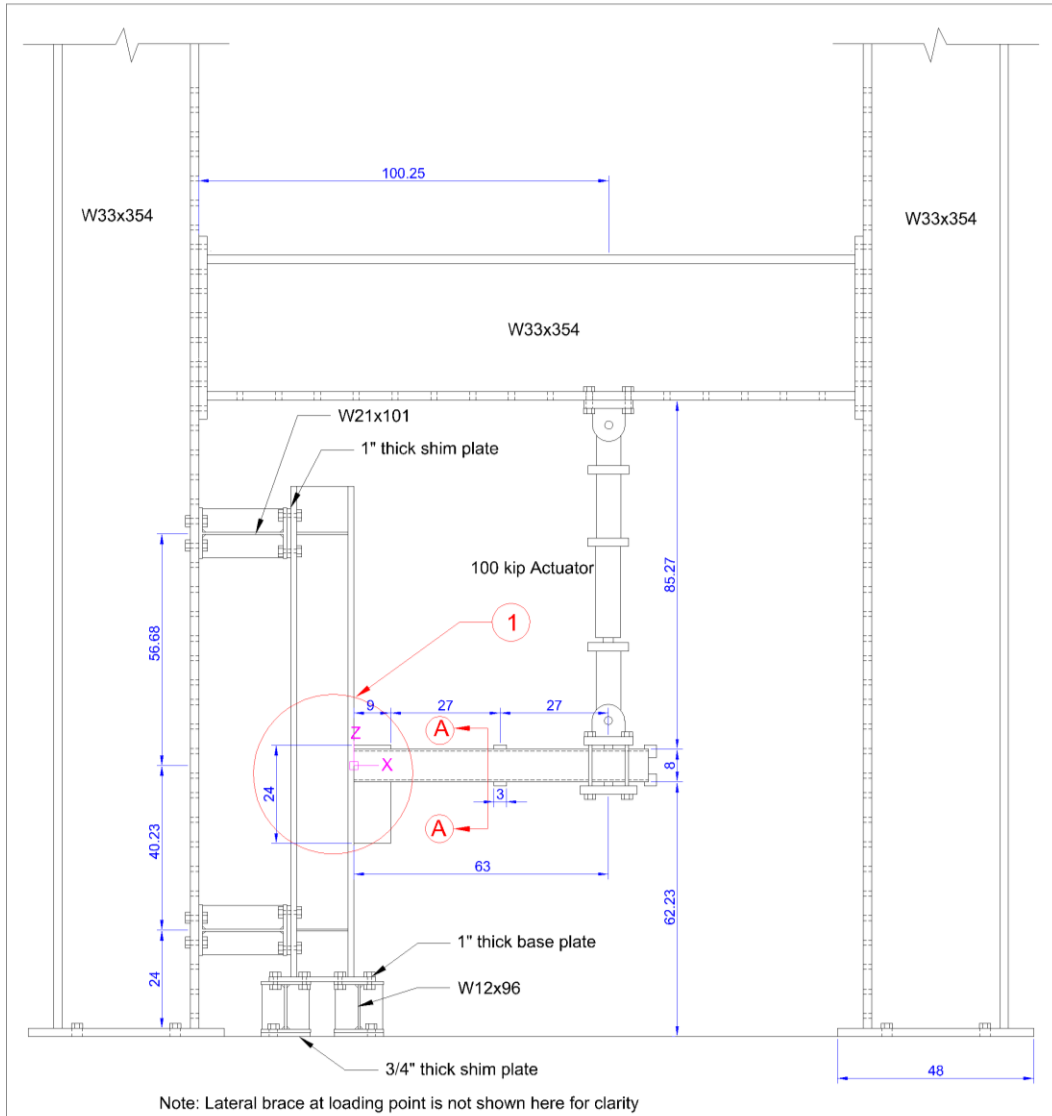 100.25
W33x354
W33x354
W33x354
W21x101
1" thick shim plate
100 kip Actuator
85.27
56.68
1
9
27
27
A
Z
X
8
24
3
A
40.23
63
62.23
1" thick base plate
W12x96
24
3/4" thick shim plate
48
Note: Lateral brace at loading point is not shown here for clarity